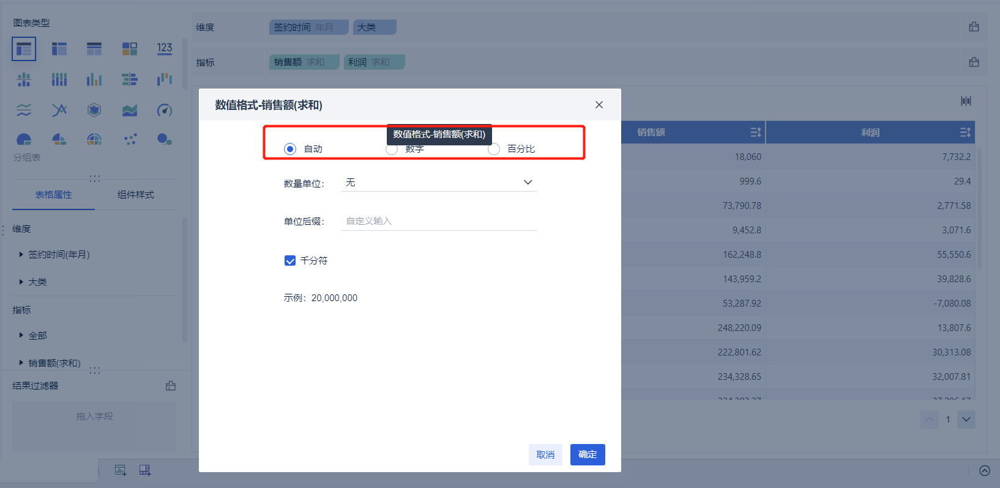 图表类型
123
分组表
表格属性 组件样式
维度
签约时间(年月)
大类
指标
全部
销售额(求和)
结果过滤器
拖入字段
维度 签约时间 年月 大类
指标 销售额 求和 利润 求和
数值格式-销售额(求和)
数值格式-销售额(求和)
自动 数字 百分比
数量单位： 无
单位后缀： 自定义输入
千分符
示例：20,000,000
取消 确定
销售额 利润
18,060 7,732.2
999.6 29.4
73,790.78 2,771.58
9,452.8 3,071.6
162,248.8 55,550.6
143,959.2 39,828.6
53,287.92 -7,080.08
248,220.09 13,807.6
222,801.62 30,313.08
234,328.65 32,007.81
1